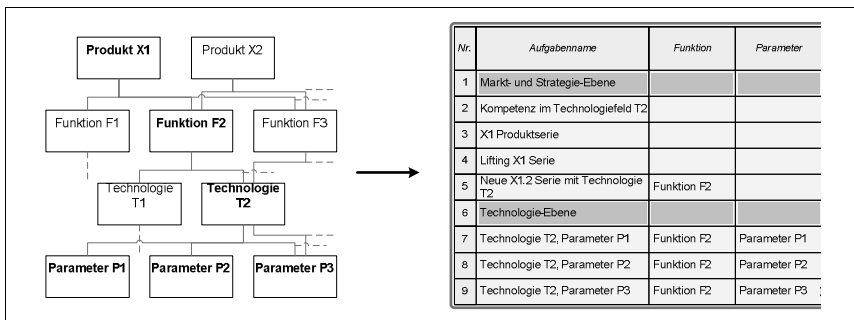 Produkt X1
Produkt X2
Funktion F1
Funktion F2
Funktion F3
Technologie
T1
Technologie
T2
Parameter P1
Parameter P2
Parameter P3
Nr.
Aufgabenname
Funktion
Parameter
1
Markt- und Strategie-Ebene
2
Kompetenz im Technologiefeld T2
3
X1 Produktserie
4
Lifting X1 Serie
5
Neue X1.2 Serie mit Technologie
T2
Funktion F2
6
Technologie-Ebene
7
Technologie T2, Parameter P1
Funktion F2
Parameter P1
8
Technologie T2, Parameter P2
Funktion F2
Parameter P2
9
Technologie T2, Parameter P3
Funktion F2
Parameter P3